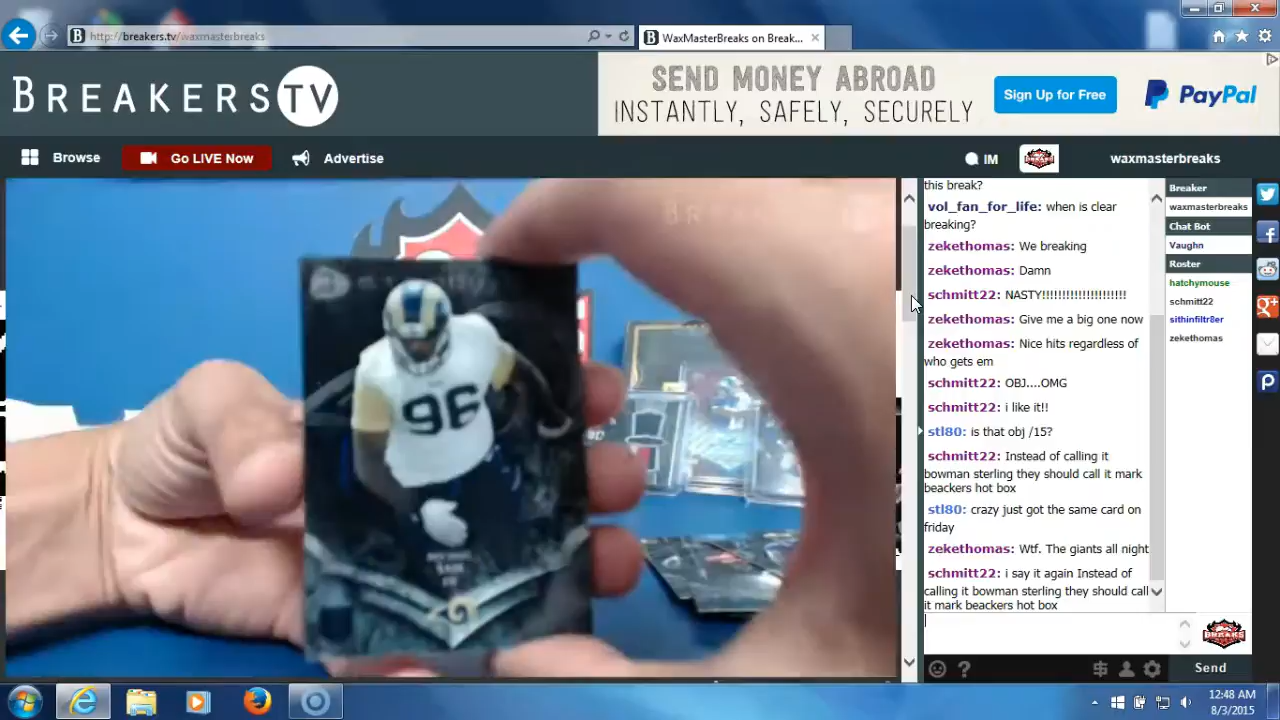 http://breakers.tv/waxmasterbreaks
WaxMasterBreaks on Break...
BREAKERS TV
SEND MONEY ABROAD
INSTANTLY, SAFELY, SECURELY
Sign Up for Free
PayPal
Browse
Go LIVE Now
Advertise
IM
waxmasterbreaks
this break?
vol_fan_for_life: when is clear
breaking?
zekethomas: We breaking
zekethomas: Damn
schmitt22: NASTY!!!!!!!!!!!!!!!!!!!!!
zekethomas: Give me a big one now
zekethomas: Nice hits regardless of
who gets em
schmitt22: OBJ....OMG
schmitt22: i like it!!
stl80: is that obj /15?
schmitt22: Instead of calling it
bowman sterling they should call it mark
beackers hot box
stl80: crazy just got the same card on
friday
zekethomas: Wtf. The giants all night
schmitt22: i say it again Instead of
calling it bowman sterling they should call
it mark beackers hot box
Breaker
waxmasterbreaks
Chat Bot
Vaughn
Roster
hatchymouse
schmitt22
sithinfiltr8er
zekethomas
96
BREAKS
Send
12:48 AM
8/3/2015